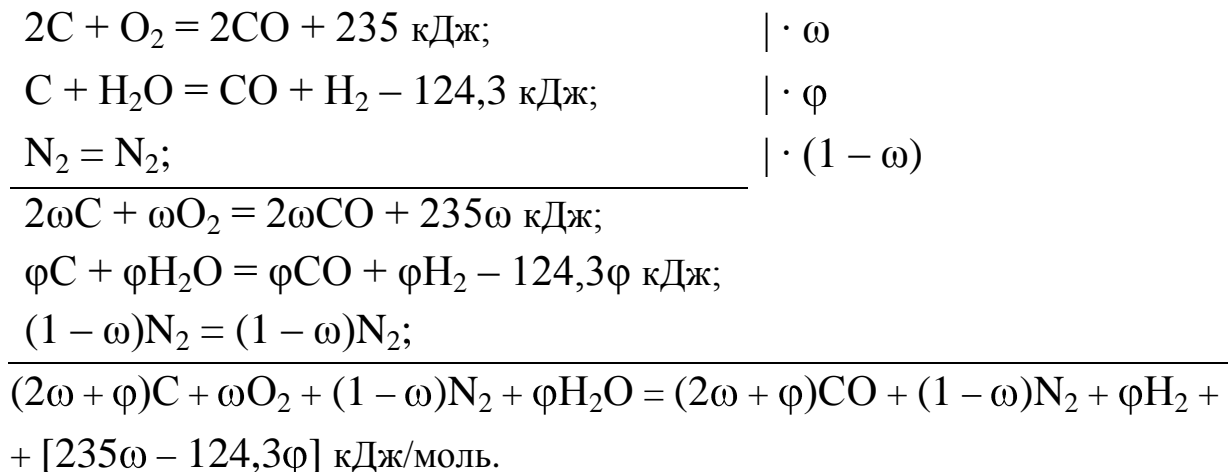 2C + O₂ = 2CO + 235 кДж; | · ω
C + H₂O = CO + H₂ – 124,3 кДж; | · φ
N₂ = N₂; | · (1 – ω)
2ωC + ωO₂ = 2ωCO + 235ω кДж;
φC + φH₂O = φCO + φH₂ – 124,3φ кДж;
(1 – ω)N₂ = (1 – ω)N₂;
(2ω + φ)C + ωO₂ + (1 – ω)N₂ + φH₂O = (2ω + φ)CO + (1 – ω)N₂ + φH₂ +
+ [235ω – 124,3φ] кДж/моль.